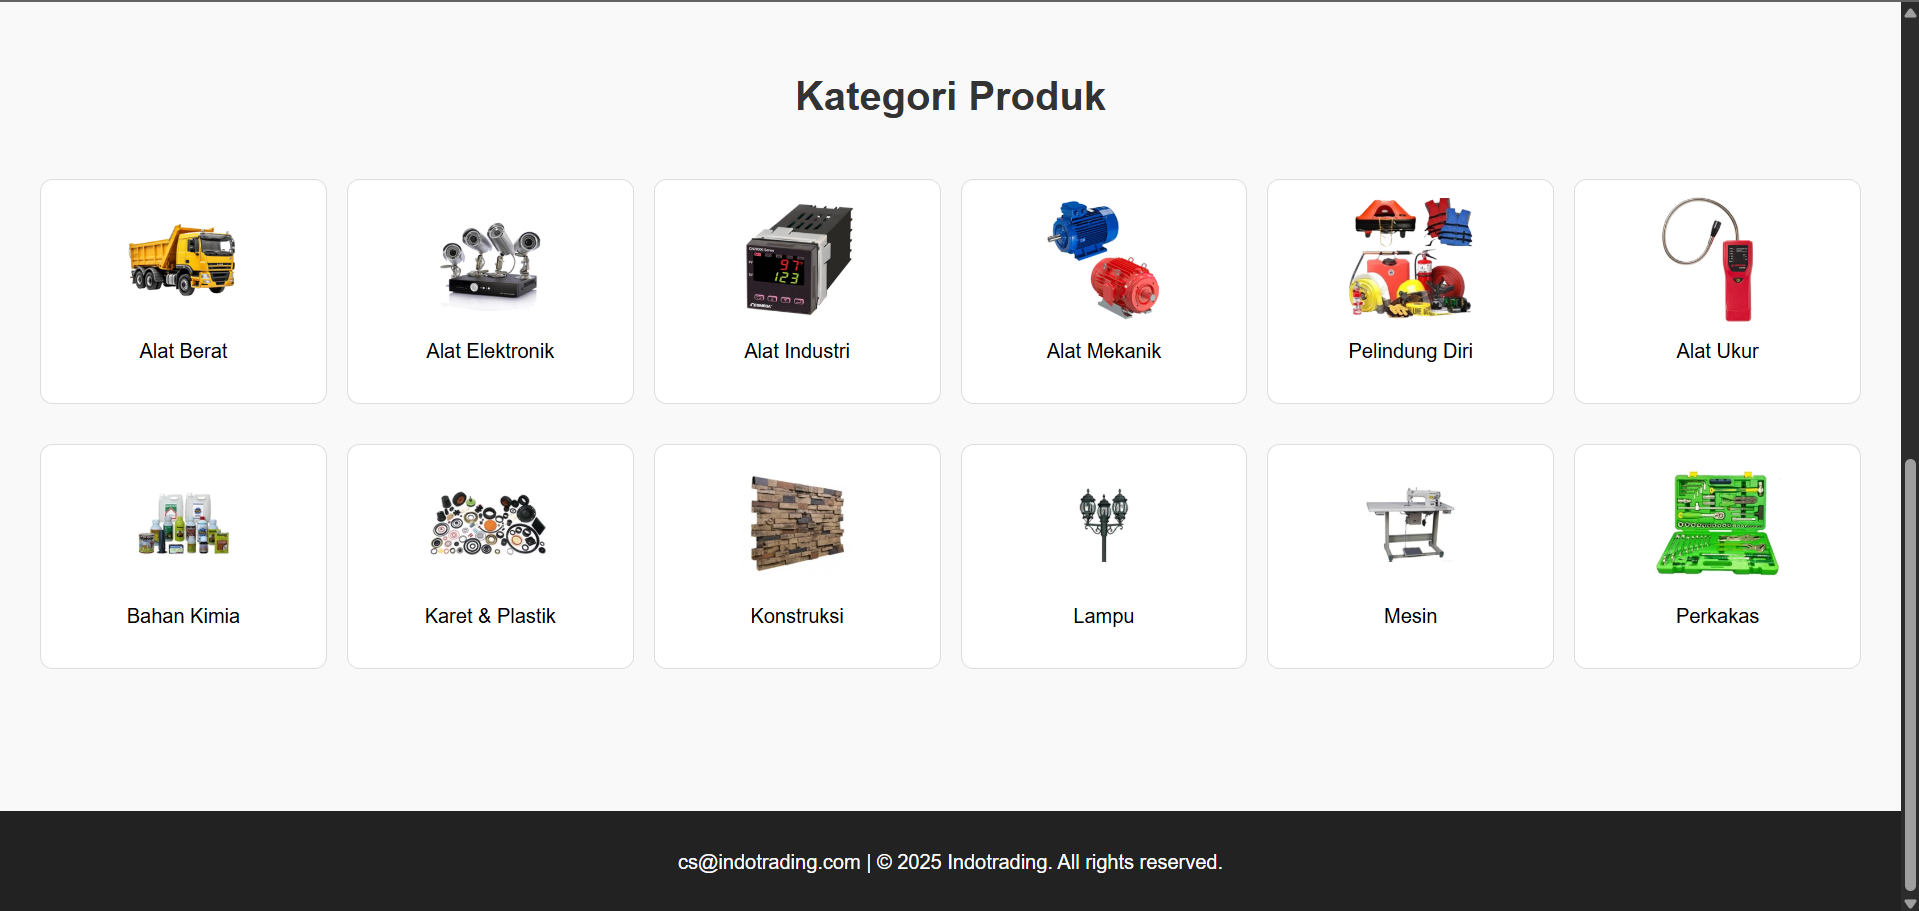 Kategori Produk
Alat Berat
Alat Elektronik
Alat Industri
Alat Mekanik
Pelindung Diri
Alat Ukur
97
123
Bahan Kimia
Karet & Plastik
Konstruksi
Lampu
Mesin
Perkakas
cs@indotrading.com | © 2025 Indotrading. All rights reserved.